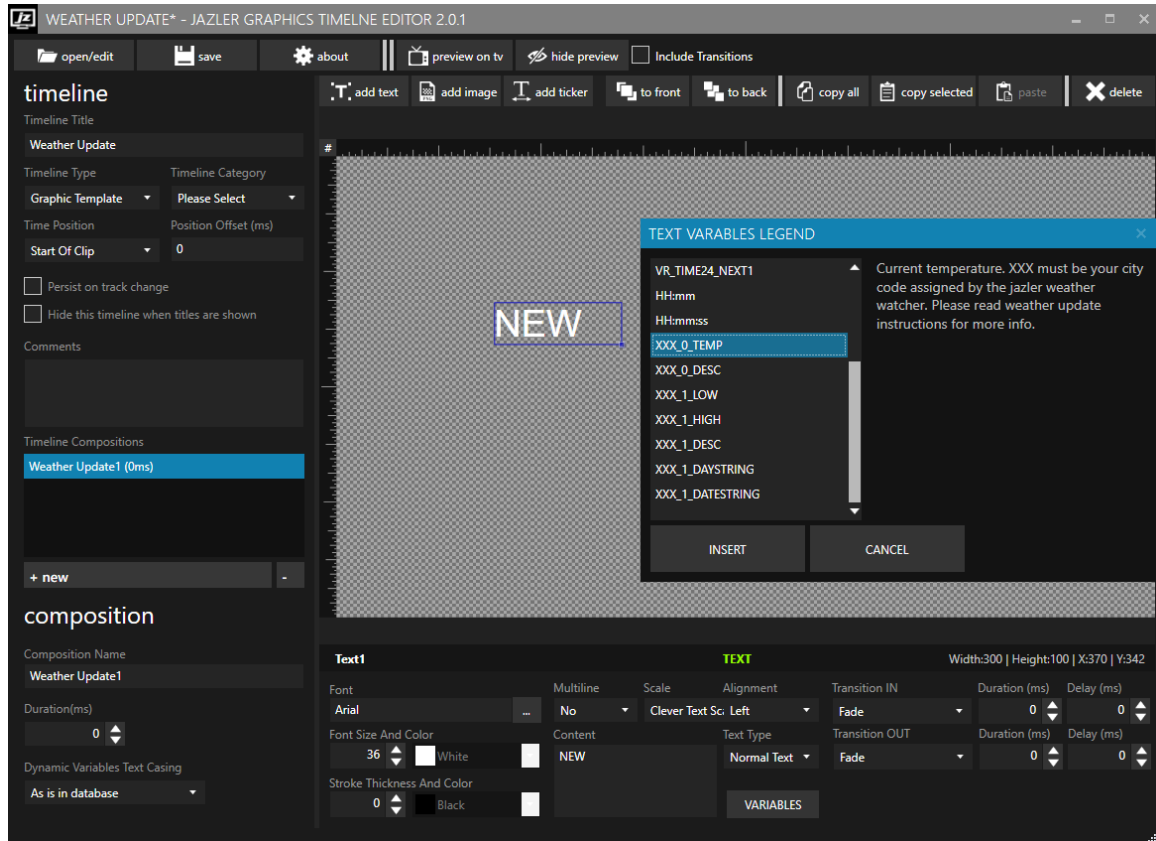 JZ WEATHER UPDATE* - JAZLER GRAPHICS TIMELNE EDITOR 2.0.1
open/edit save about preview on tv hide preview Include Transitions
timeline
Timeline Title
Weather Update
Timeline Type Timeline Category
Graphic Template Please Select
Time Position Position Offset (ms)
Start Of Clip 0
Persist on track change
Hide this timeline when titles are shown
Comments
Timeline Compositions
Weather Update1 (0ms)
+ new -
composition
Composition Name
Weather Update1
Duration(ms)
0
Dynamic Variables Text Casing
As is in database
T add text add image T add ticker to front to back copy all copy selected paste delete
#
NEW
TEXT VARABLES LEGEND
VR_TIME24_NEXT1
HH:mm
HH:mm:ss
XXX_0_TEMP
XXX_0_DESC
XXX_1_LOW
XXX_1_HIGH
XXX_1_DESC
XXX_1_DAYSTRING
XXX_1_DATESTRING
Current temperature. XXX must be your city
code assigned by the jazler weather
watcher. Please read weather update
instructions for more info.
INSERT CANCEL
Text1 TEXT Width:300 | Height:100 | X:370 | Y:342
Font Multiline Scale Alignment Transition IN Duration (ms) Delay (ms)
Arial ... No Clever Text Sc Left Fade 0 0
Font Size And Color Content Text Type Transition OUT Duration (ms) Delay (ms)
36 White NEW Normal Text Fade 0 0
Stroke Thickness And Color
0 Black VARIABLES